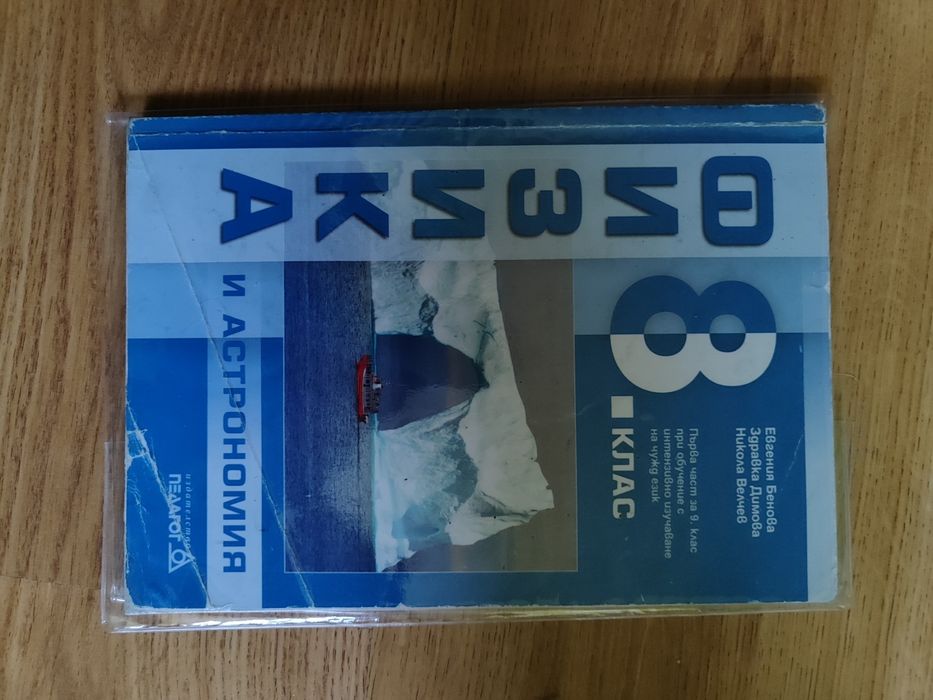 Евгения Бенова
Здравка Димова
Никола Велчев
ФИЗИКА
8. КЛАС
Първа част за 9. клас
при обучение с
интензивно изучаване
на чужд език
И АСТРОНОМИЯ
издателство
ПЕДАГОГ 6